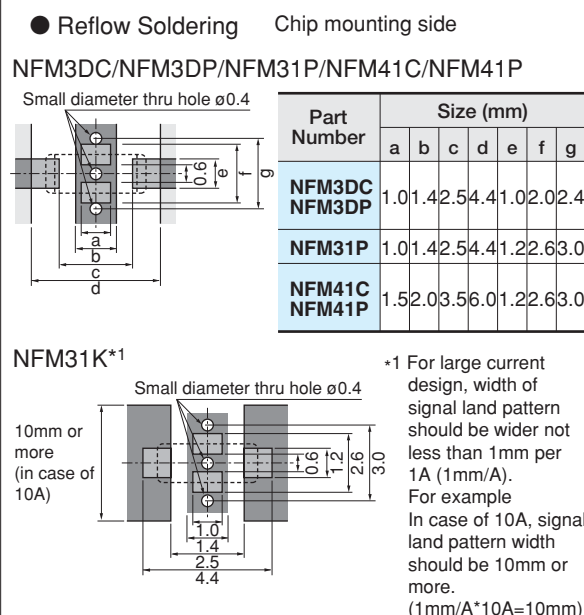 ● Reflow Soldering Chip mounting side
NFM3DC/NFM3DP/NFM31P/NFM41C/NFM41P
Small diameter thru hole ø0.4
0.6
e
f
g
a
b
c
d
Part Number Size (mm)
a b c d e f g
NFM3DC NFM3DP 1.0 1.4 2.5 4.4 1.0 2.0 2.4
NFM31P 1.0 1.4 2.5 4.4 1.2 2.6 3.0
NFM41C NFM41P 1.5 2.0 3.5 6.0 1.2 2.6 3.0
NFM31K*1
Small diameter thru hole ø0.4
10mm or
more
(in case of
10A)
0.6
1.2
2.6
3.0
1.0
1.4
2.5
4.4
*1 For large current
design, width of
signal land pattern
should be wider not
less than 1mm per
1A (1mm/A).
For example
In case of 10A, signal
land pattern width
should be 10mm or
more.
(1mm/A*10A=10mm)